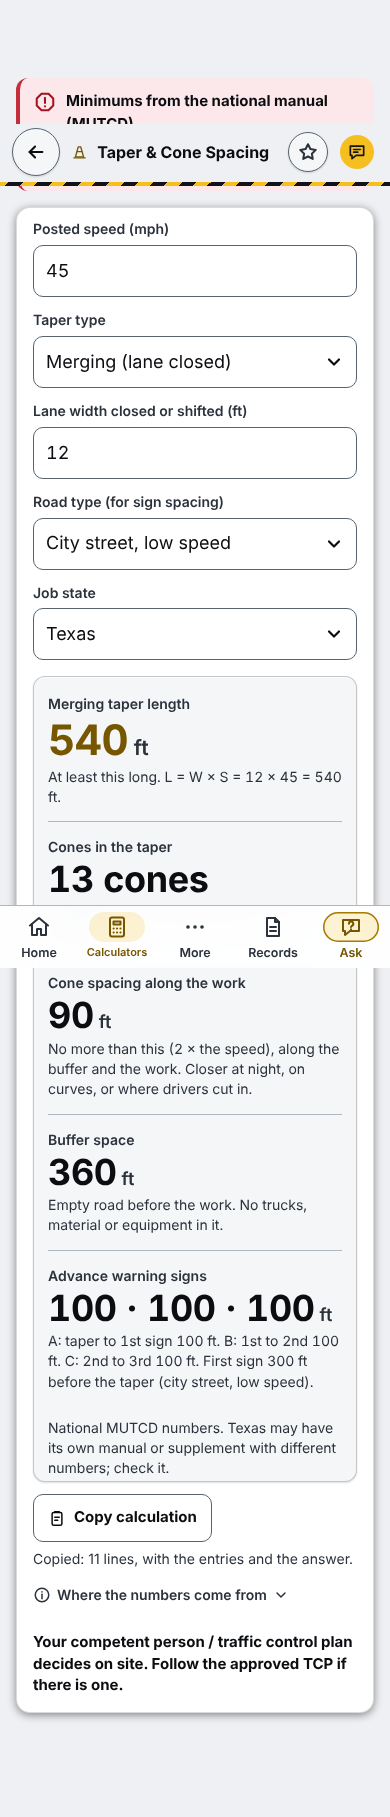 Minimums from the national manual
Taper & Cone Spacing
Posted speed (mph)
45
Taper type
Merging (lane closed)
Lane width closed or shifted (ft)
12
Road type (for sign spacing)
City street, low speed
Job state
Texas
Merging taper length
540 ft
At least this long. L = W × S = 12 × 45 = 540
ft.
Cones in the taper
13 cones
Home
Calculators
More
Records
Ask
Cone spacing along the work
90 ft
No more than this (2 × the speed), along the
buffer and the work. Closer at night, on
curves, or where drivers cut in.
Buffer space
360 ft
Empty road before the work. No trucks,
material or equipment in it.
Advance warning signs
100 · 100 · 100 ft
A: taper to 1st sign 100 ft. B: 1st to 2nd 100
ft. C: 2nd to 3rd 100 ft. First sign 300 ft
before the taper (city street, low speed).
National MUTCD numbers. Texas may have
its own manual or supplement with different
numbers; check it.
Copy calculation
Copied: 11 lines, with the entries and the answer.
Where the numbers come from
Your competent person / traffic control plan
decides on site. Follow the approved TCP if
there is one.